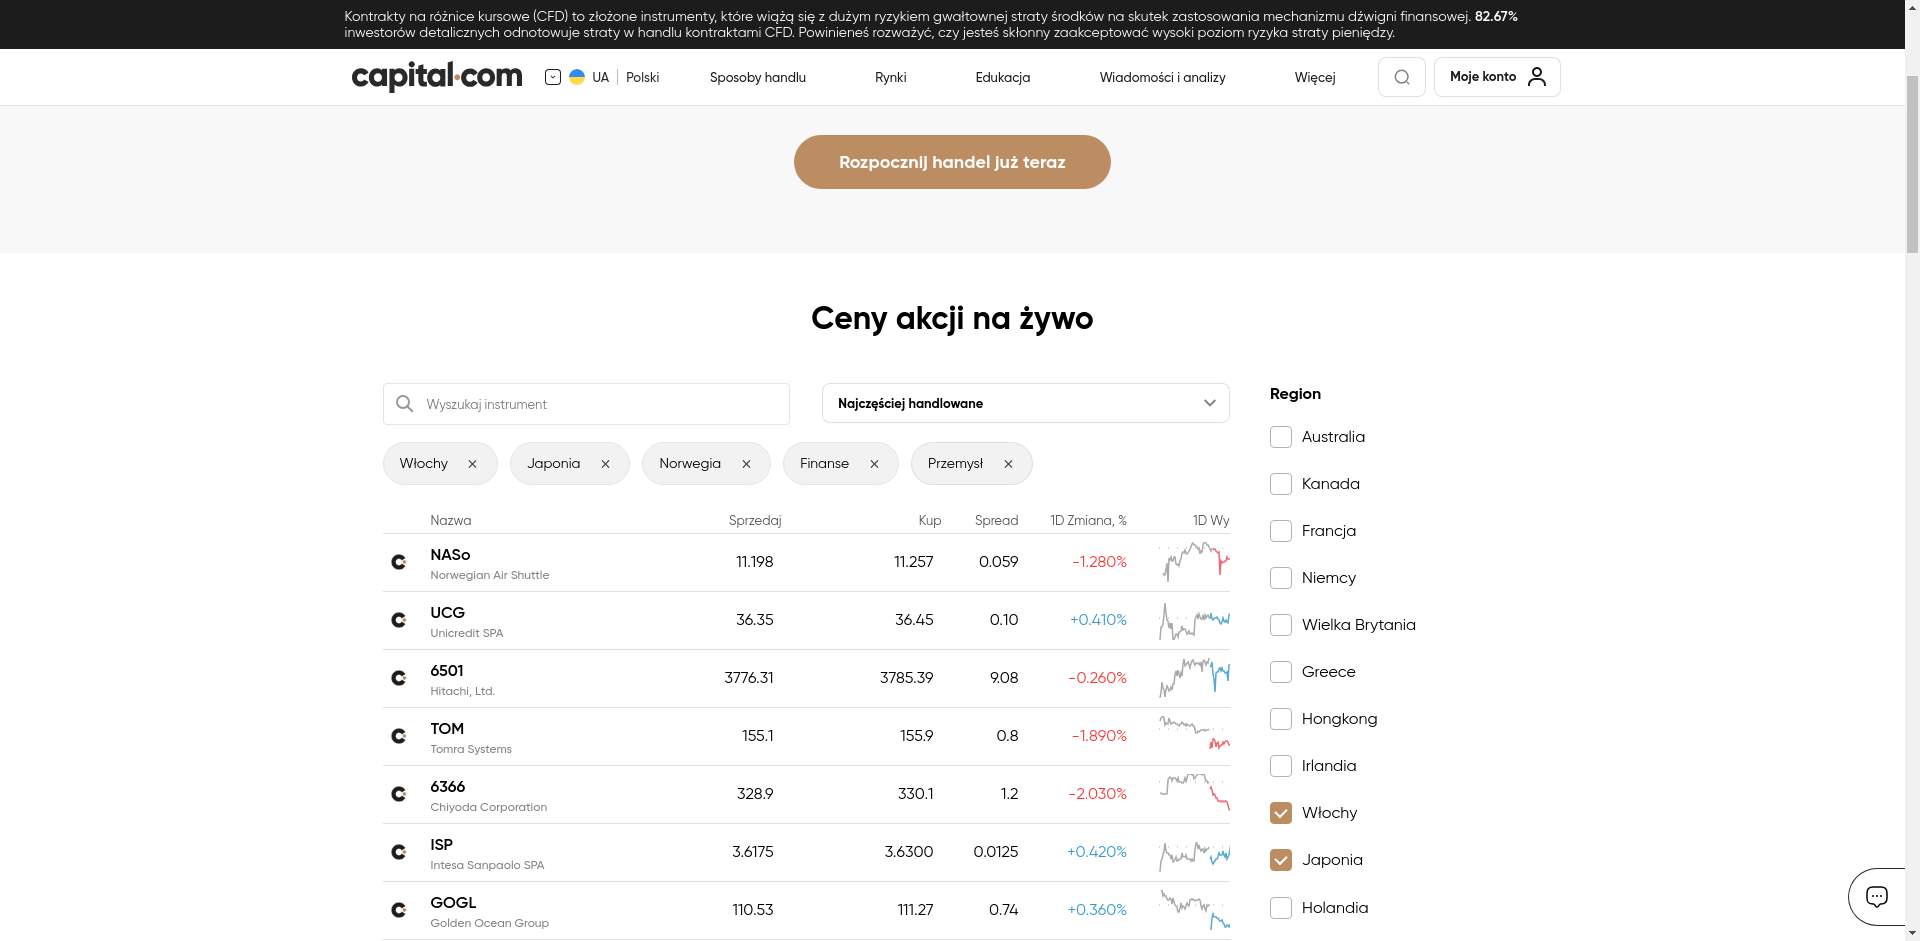 Kontrakty na różnice kursowe (CFD) to złożone instrumenty, które wiążą się z dużym ryzykiem gwałtownej straty środków na skutek zastosowania mechanizmu dźwigni finansowej. 82.67%
inwestorów detalicznych odnotowuje straty w handlu kontraktami CFD. Powinieneś rozważyć, czy jesteś skłonny zaakceptować wysoki poziom ryzyka straty pieniędzy.
capital.com
UA
Polski
Sposoby handlu
Rynki
Edukacja
Wiadomości i analizy
Więcej
Moje konto
Rozpocznij handel już teraz
Ceny akcji na żywo
Wyszukaj instrument
Najczęściej handlowane
Włochy
Japonia
Norwegia
Finanse
Przemysł
Nazwa Sprzedaj Kup Spread 1D Zmiana, % 1D Wy
NASo 11.198 11.257 0.059 -1.280%
Norwegian Air Shuttle
UCG 36.35 36.45 0.10 +0.410%
Unicredit SPA
6501 3776.31 3785.39 9.08 -0.260%
Hitachi, Ltd.
TOM 155.1 155.9 0.8 -1.890%
Tomra Systems
6366 328.9 330.1 1.2 -2.030%
Chiyoda Corporation
ISP 3.6175 3.6300 0.0125 +0.420%
Intesa Sanpaolo SPA
GOGL 110.53 111.27 0.74 +0.360%
Golden Ocean Group
Region
Australia
Kanada
Francja
Niemcy
Wielka Brytania
Greece
Hongkong
Irlandia
Włochy
Japonia
Holandia